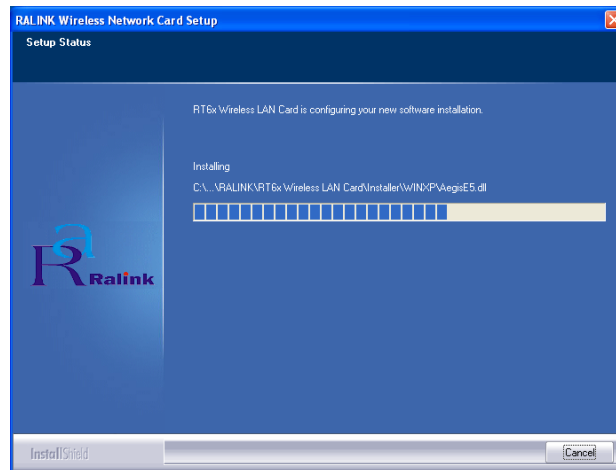 RALINK Wireless Network Card Setup
Setup Status
RT6x Wireless LAN Card is configuring your new software installation.
Installing
C:\...\RALINK\RT6x Wireless LAN Card\Installer\WINXP\AegisE5.dll
Ralink
InstallShield
Cancel